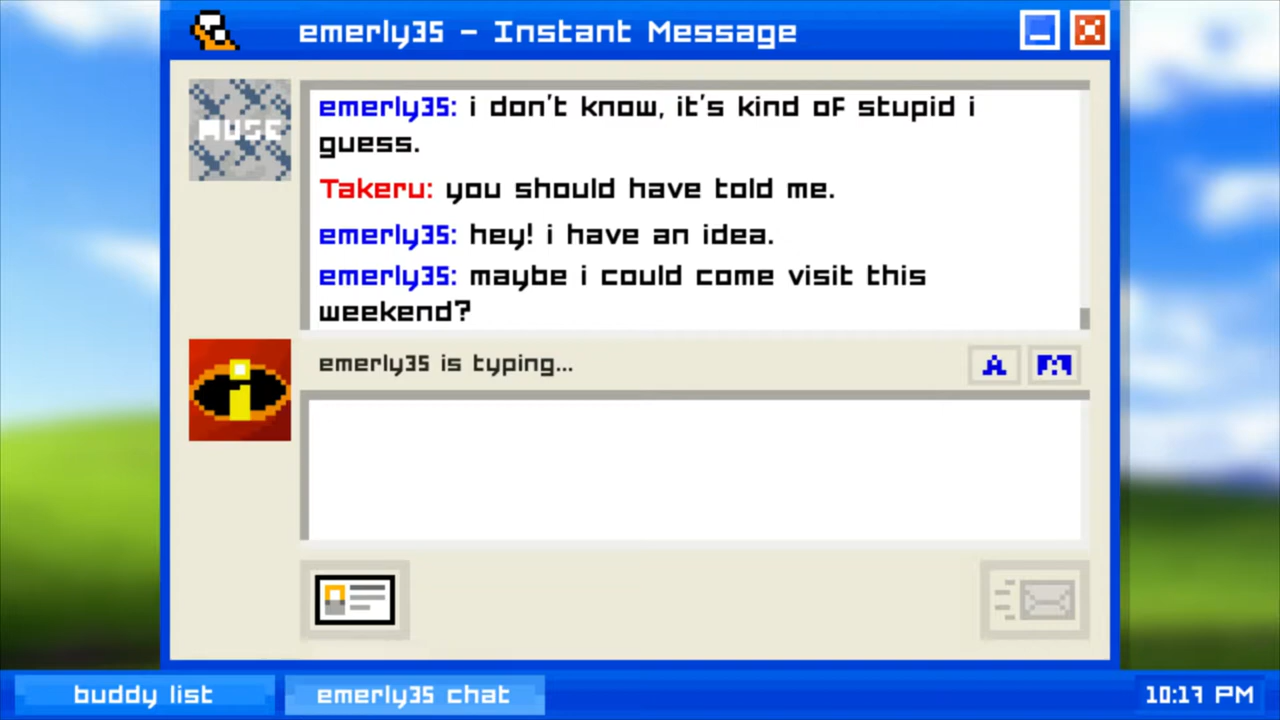 emerly35 - Instant Message
MUSE
emerly35: i don't know, it's kind of stupid i
guess.
Takeru: you should have told me.
emerly35: hey! i have an idea.
emerly35: maybe i could come visit this
weekend?
emerly35 is typing...
A
i
buddy list
emerly35 chat
10:17 PM